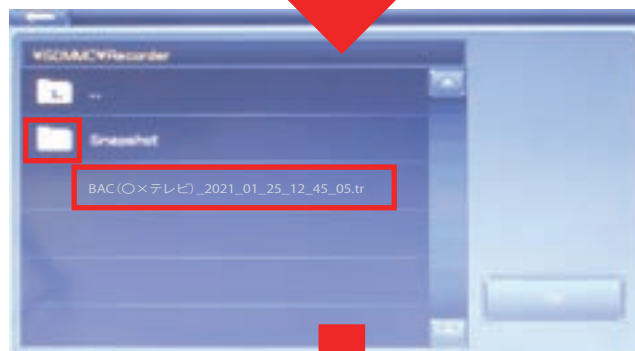 ¥SDMMC¥Recorder
..
Snapshot
BAC（〇×テレビ）_2021_01_25_12_45_05.tr